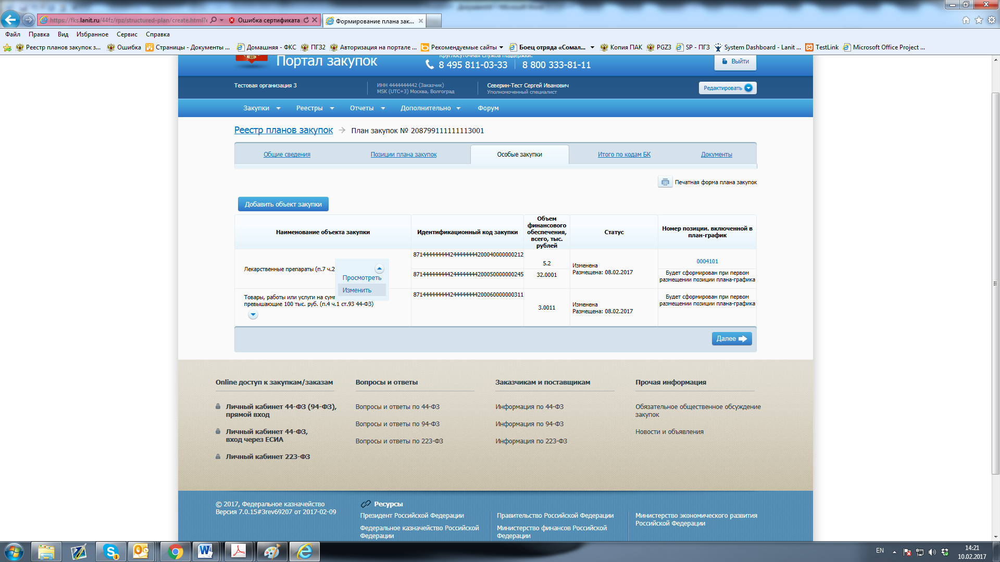 https://fks.lanit.ru/44fz/rpz/structured-plan/create.html?
Ошибка сертификата
Формирование плана зак...
Файл Правка Вид Избранное Сервис Справка
Реестр планов закупок з... Ошибка Страницы - Документы ... Домашняя - ФКС ПГ32 Авторизация на портале ... Рекомендуемые сайты Боец отряда «Сомал... Копия ПАК PGZ3 SP - ПГЗ System Dashboard - Lanit ... TestLink Microsoft Office Project ...
Портал закупок
Круглосуточная служба поддержки:
8 495 811-03-33 8 800 333-81-11
Выйти
Тестовая организация 3
ИНН 4444444442 (Заказчик)
MSK (UTC+3) Москва, Волгоград
Северин-Тест Сергей Иванович
Уполномоченный специалист
Редактировать
Закупки Реестры Отчеты Дополнительно Форум
Реестр планов закупок План закупок № 208799111111113001
Общие сведения Позиции плана закупок Особые закупки Итого по кодам БК Документы
Печатная форма плана закупок
Добавить объект закупки
Наименование объекта закупки
Идентификационный код закупки
Объем
финансового
обеспечения,
всего, тыс.
рублей
Статус
Номер позиции. включенной в
план-график
Лекарственные препараты (п.7 ч.2
Просмотреть
Изменить
5.2
32.0001
Изменена
Размещена: 08.02.2017
0004101
Будет сформирован при первом
размещении позиции плана-графика
Товары, работы или услуги на сум
превышающие 100 тыс. руб. (п.4 ч.1 ст.93 44-ФЗ)
3.0011
Изменена
Размещена: 08.02.2017
Будет сформирован при первом
размещении позиции плана-графика
Далее
Online доступ к закупкам/заказам
Личный кабинет 44-ФЗ (94-ФЗ),
прямой вход
Личный кабинет 44-ФЗ,
вход через ЕСИА
Личный кабинет 223-ФЗ
Вопросы и ответы
Вопросы и ответы по 44-ФЗ
Вопросы и ответы по 94-ФЗ
Вопросы и ответы по 223-ФЗ
Заказчикам и поставщикам
Информация по 44-ФЗ
Информация по 94-ФЗ
Информация по 223-ФЗ
Прочая информация
Обязательное общественное обсуждение
закупок
Новости и объявления
© 2017, Федеральное казначейство
Версия 7.0.15#3rev69207 от 2017-02-09
Ресурсы
Президент Российской Федерации
Федеральное казначейство Российской
Федерации
Правительство Российской Федерации
Министерство финансов Российской
Федерации
Министерство экономического развития
Российской Федерации
EN
14:21
10.02.2017